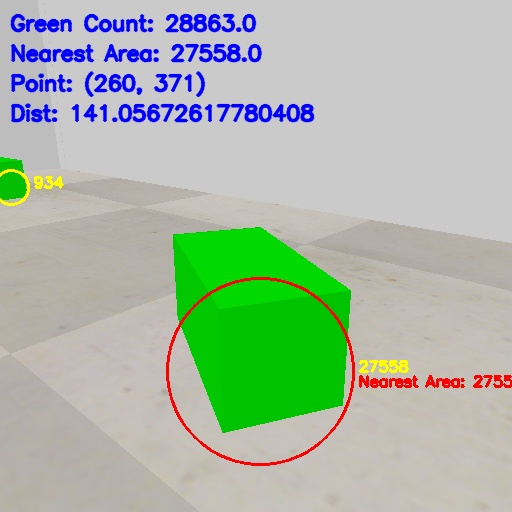 Green Count: 28863.0
Nearest Area: 27558.0
Point: (260, 371)
Dist: 141.05672617780408
934
27558
Nearest Area: 2755